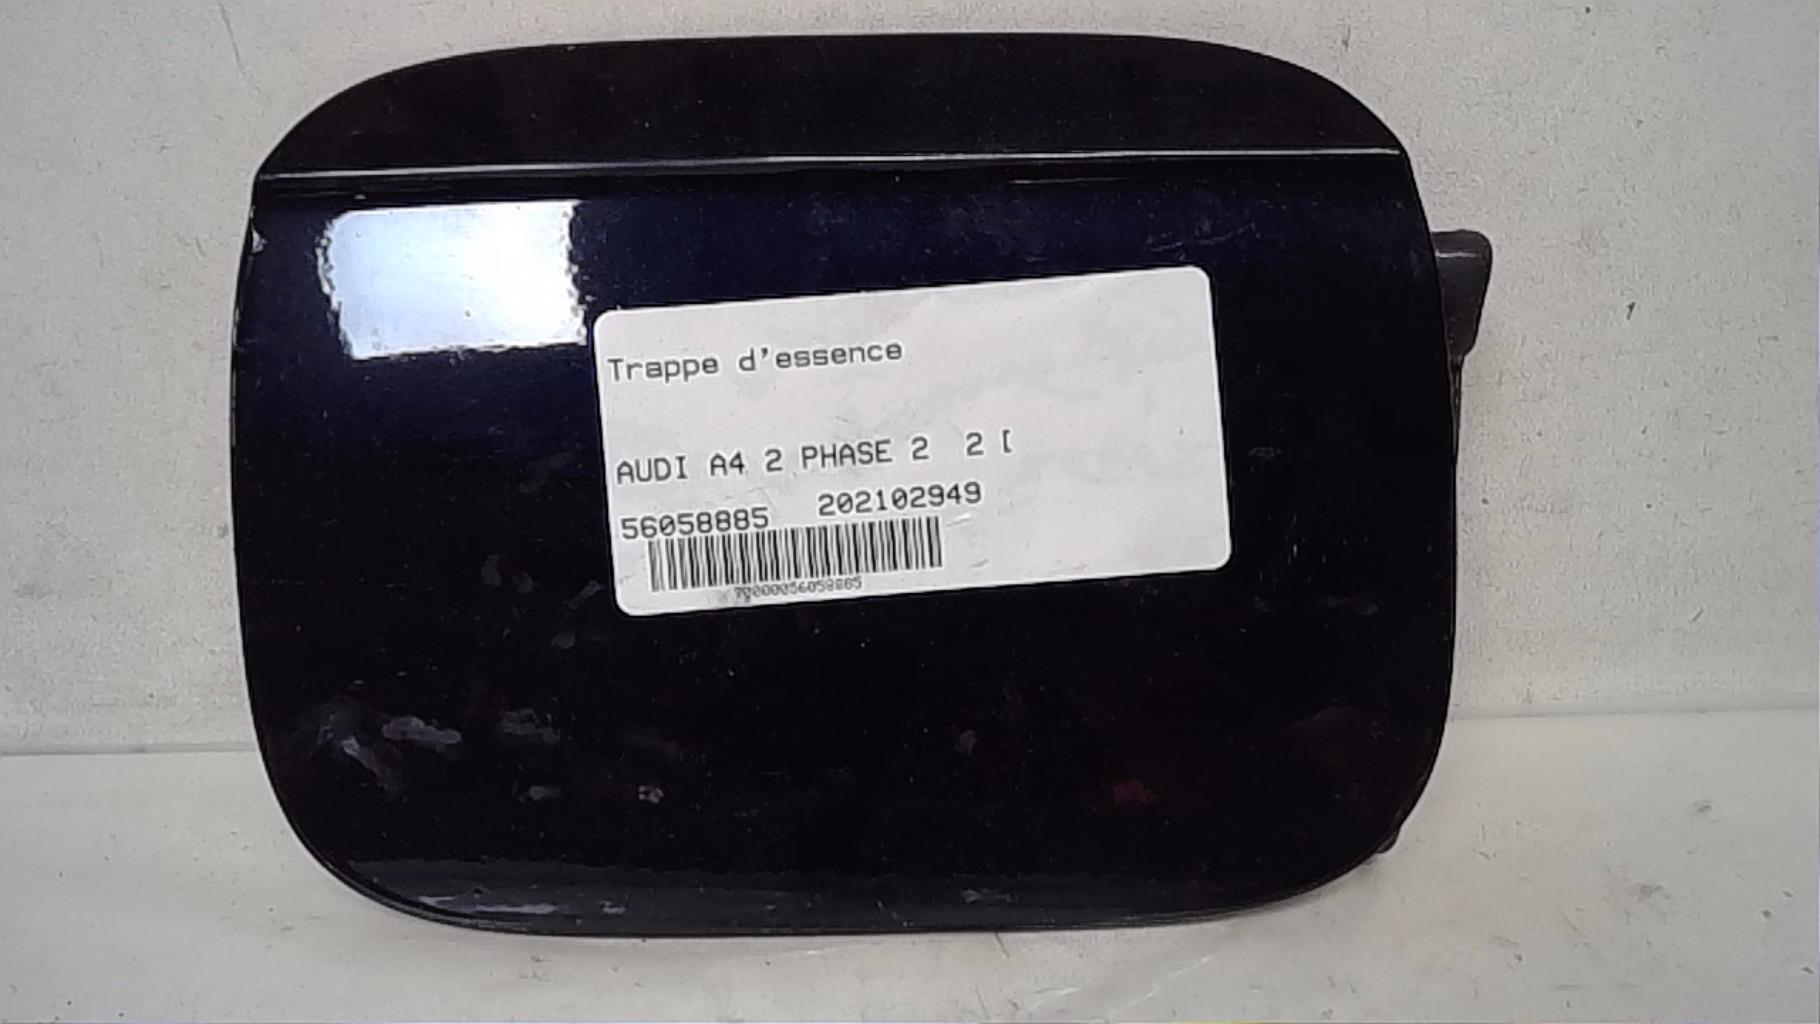 Trappe d'essence
AUDI A4 2 PHASE 2 2 [
56058885 202102949